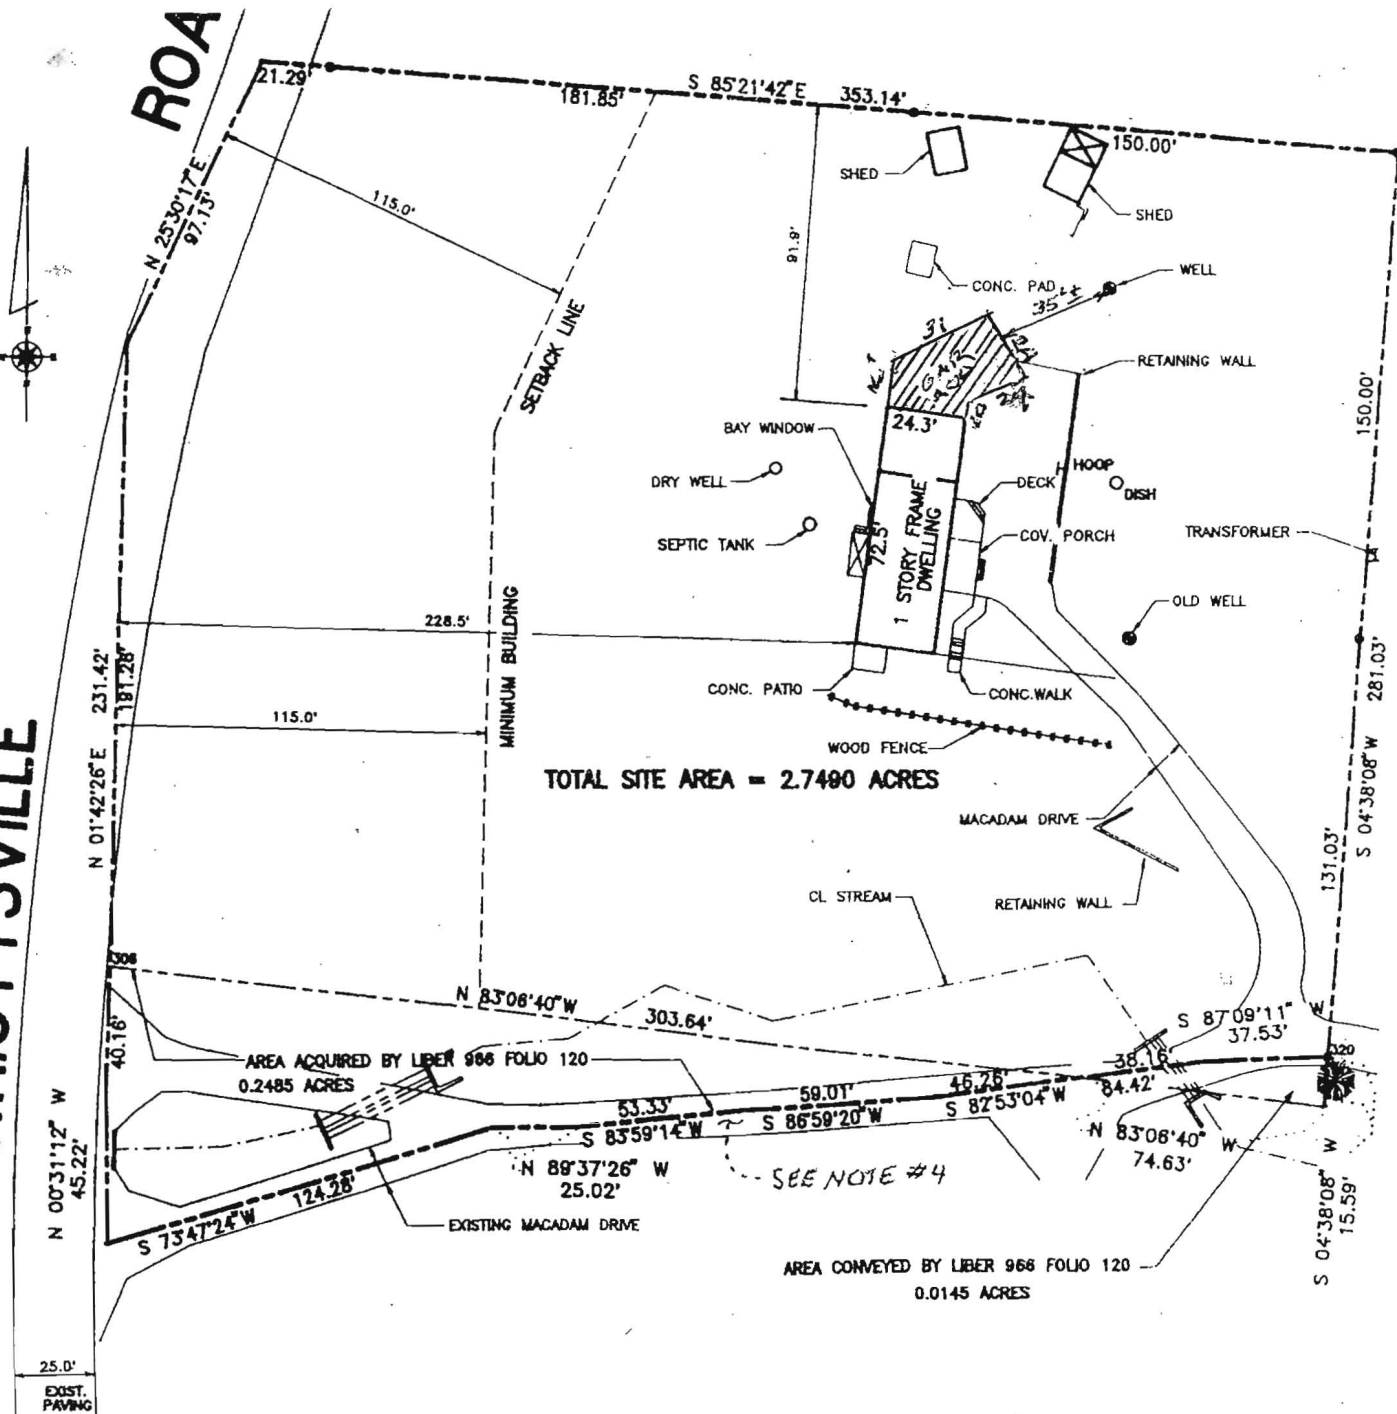 ROA
21.29'
181.85'
S 85°21'42" E
353.14'
150.00'
N 25°30'17" E
97.13'
115.0'
SETBACK LINE
91.9'
SHED
SHED
CONC. PAD
WELL
35'±
31
GAR
24.3'
RETAINING WALL
150.00'
BAY WINDOW
DRY WELL
SEPTIC TANK
72.5'
1 STORY FRAME
DWELLING
DECK
HOOP
DISH
COV. PORCH
TRANSFORMER
OLD WELL
228.5'
MINIMUM BUILDING
N 01°42'26" E 231.42'
191.26'
115.0'
CONC. PATIO
CONC.WALK
WOOD FENCE
S 04°38'08" W 281.03'
131.03'
TOTAL SITE AREA = 2.7490 ACRES
MACADAM DRIVE
RETAINING WALL
CL STREAM
306
N 83°06'40" W
303.64'
S 87°09'11" W
37.53'
320
40.16'
AREA ACQUIRED BY LIBER 966 FOLIO 120
0.2485 ACRES
N 00°31'12" W
45.22'
53.33'
S 83°59'14" W
59.01'
S 86°59'20" W
46.26'
S 82°53'04" W
38.16'
84.42'
N 83°06'40" W
74.63'
N 89°37'26" W
25.02'
SEE NOTE #4
124.28'
S 73°47'24" W
EXISTING MACADAM DRIVE
S 04°38'08" W
15.59'
AREA CONVEYED BY LIBER 966 FOLIO 120
0.0145 ACRES
25.0'
EXIST.
PAVING